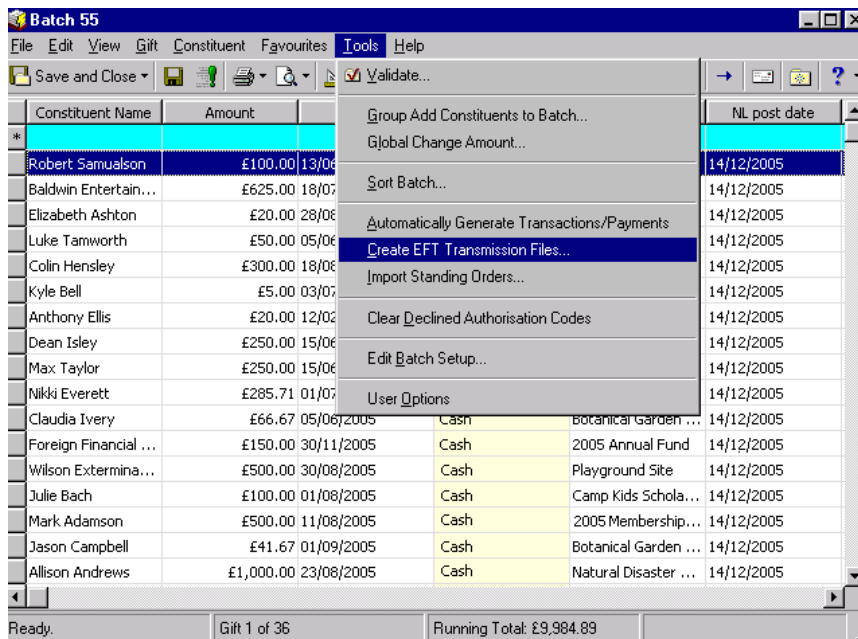 Batch 55
File Edit View Gift Constituent Favourites Tools Help
Save and Close
Validate...
Group Add Constituents to Batch...
Global Change Amount...
Sort Batch...
Automatically Generate Transactions/Payments
Create EFT Transmission Files...
Import Standing Orders...
Clear Declined Authorisation Codes
Edit Batch Setup...
User Options
Constituent Name Amount NL post date
*
Robert Samualson £100.00 13/06 14/12/2005
Baldwin Entertain... £625.00 18/07 14/12/2005
Elizabeth Ashton £20.00 28/08 14/12/2005
Luke Tamworth £50.00 05/06 14/12/2005
Colin Hensley £300.00 18/08 14/12/2005
Kyle Bell £5.00 03/07 14/12/2005
Anthony Ellis £20.00 12/02 14/12/2005
Dean Isley £250.00 15/06 14/12/2005
Max Taylor £250.00 15/06 14/12/2005
Nikki Everett £285.71 01/07 14/12/2005
Claudia Ivery £66.67 05/06/2005 Cash Botanical Garden ... 14/12/2005
Foreign Financial ... £150.00 30/11/2005 Cash 2005 Annual Fund 14/12/2005
Wilson Extermina... £500.00 30/08/2005 Cash Playground Site 14/12/2005
Julie Bach £100.00 01/08/2005 Cash Camp Kids Schola... 14/12/2005
Mark Adamson £500.00 11/08/2005 Cash 2005 Membership... 14/12/2005
Jason Campbell £41.67 01/09/2005 Cash Botanical Garden ... 14/12/2005
Allison Andrews £1,000.00 23/08/2005 Cash Natural Disaster ... 14/12/2005
Ready. Gift 1 of 36 Running Total: £9,984.89